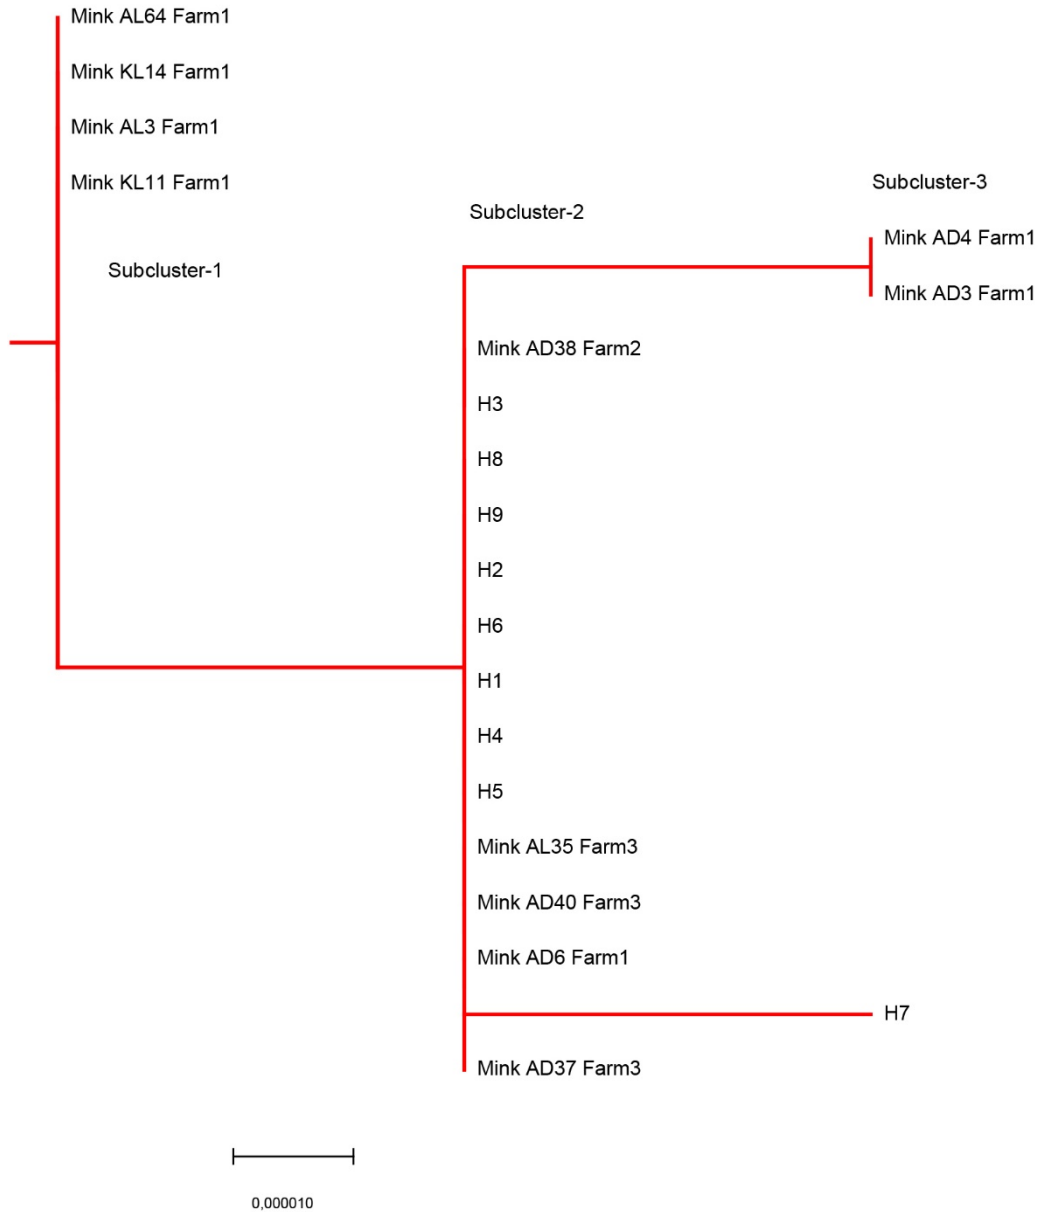 Mink AL64 Farm1
Mink KL14 Farm1
Mink AL3 Farm1
Mink KL11 Farm1
Subcluster-3
Subcluster-2
Mink AD4 Farm1
Subcluster-1
Mink AD3 Farm1
Mink AD38 Farm2
H3
H8
H9
H2
H6
H1
H4
H5
Mink AL35 Farm3
Mink AD40 Farm3
Mink AD6 Farm1
H7
Mink AD37 Farm3
0,000010